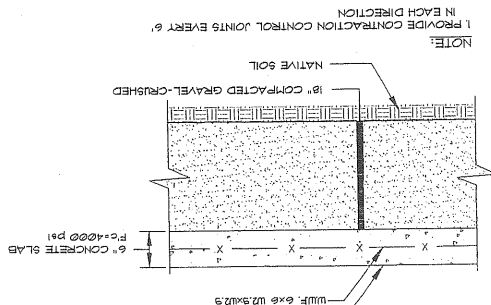 W.W.F. 6x6 W2.9xW2.9
6" CONCRETE SLAB
F'c=4000 psi
X X X X
18" COMPACTED GRAVEL-CRUSHED
NATIVE SOIL
NOTE:
1. PROVIDE CONTRACTION CONTROL JOINTS EVERY 6'
IN EACH DIRECTION